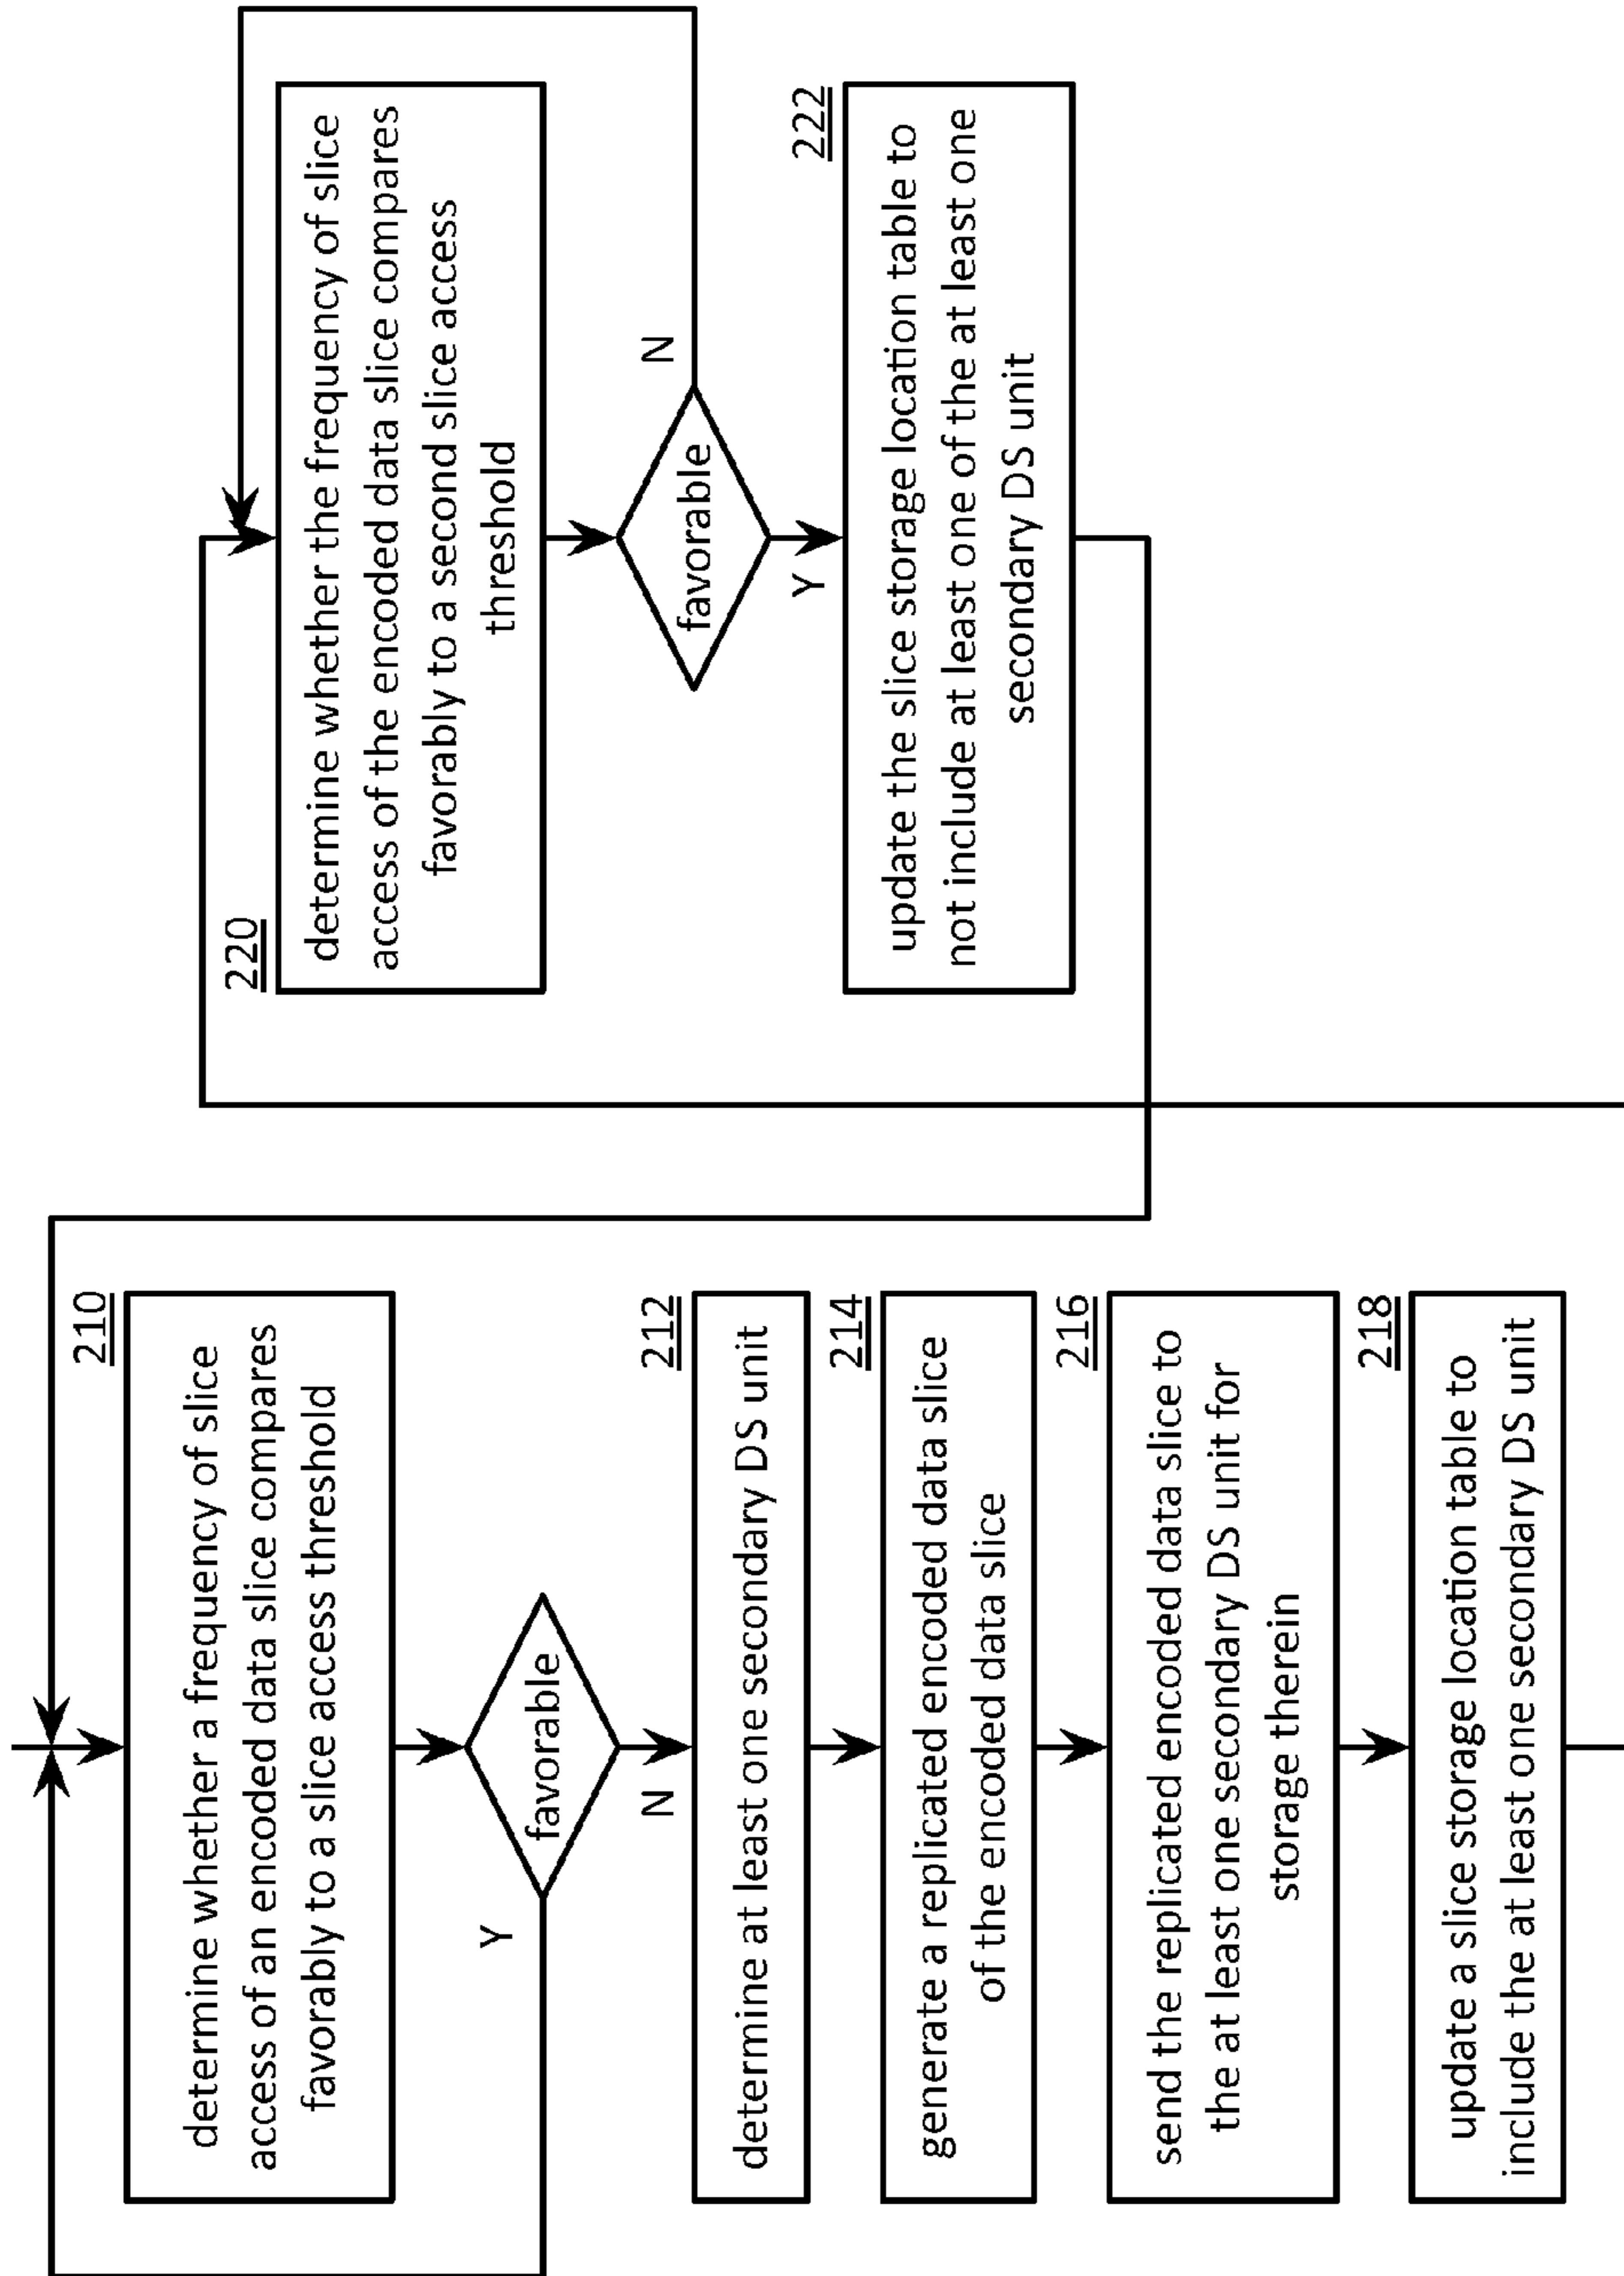 210
determine whether a frequency of slice
access of an encoded data slice compares
favorably to a slice access threshold
favorable
Y
N
212
determine at least one secondary DS unit
214
generate a replicated encoded data slice
of the encoded data slice
216
send the replicated encoded data slice to
the at least one secondary DS unit for
storage therein
218
update a slice storage location table to
include the at least one secondary DS unit
220
determine whether the frequency of slice
access of the encoded data slice compares
favorably to a second slice access
threshold
favorable
N
Y
222
update the slice storage location table to
not include at least one of the at least one
secondary DS unit